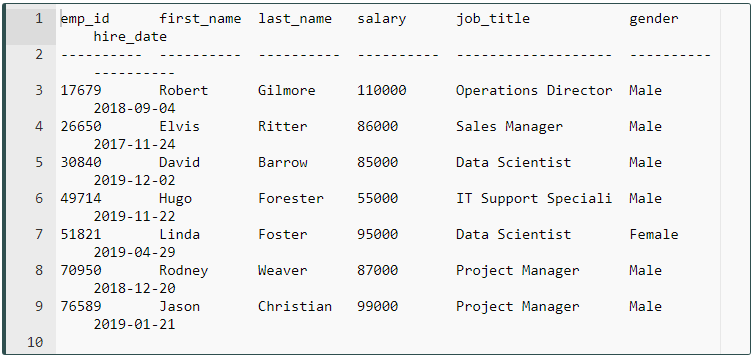 1 emp_id first_name last_name salary job_title gender
hire_date
2 ---------- ---------- ---------- ---------- ------------------- ----------
----------
3 17679 Robert Gilmore 110000 Operations Director Male
2018-09-04
4 26650 Elvis Ritter 86000 Sales Manager Male
2017-11-24
5 30840 David Barrow 85000 Data Scientist Male
2019-12-02
6 49714 Hugo Forester 55000 IT Support Speciali Male
2019-11-22
7 51821 Linda Foster 95000 Data Scientist Female
2019-04-29
8 70950 Rodney Weaver 87000 Project Manager Male
2018-12-20
9 76589 Jason Christian 99000 Project Manager Male
2019-01-21
10